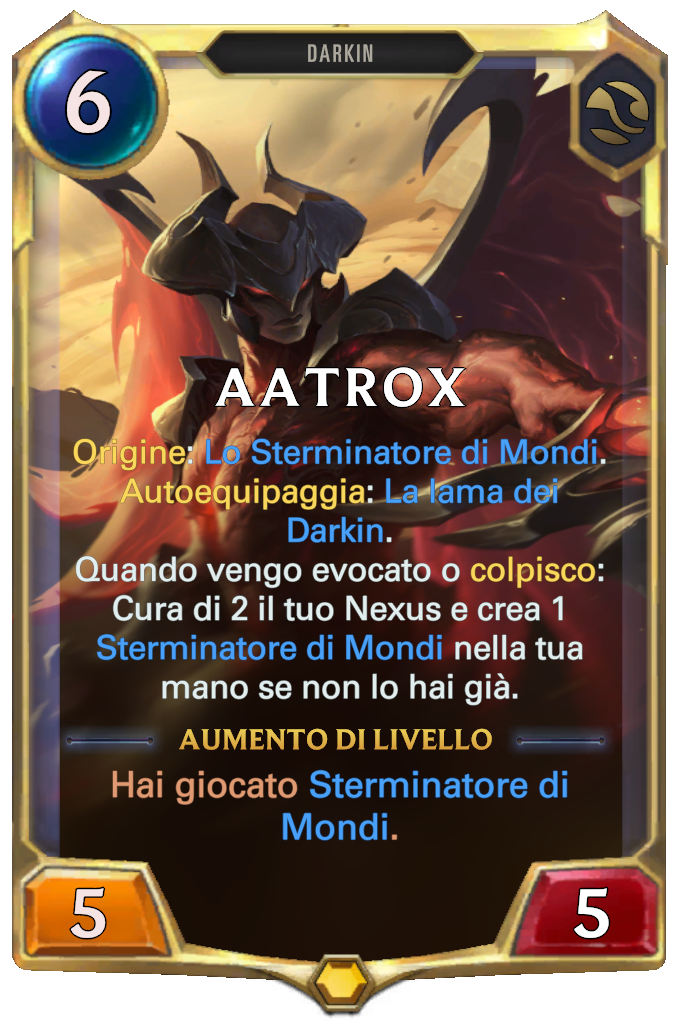 DARKIN
6
AATROX
Origine: Lo Sterminatore di Mondi.
Autoequipaggia: La lama dei
Darkin.
Quando vengo evocato o colpisco:
Cura di 2 il tuo Nexus e crea 1
Sterminatore di Mondi nella tua
mano se non lo hai già.
AUMENTO DI LIVELLO
Hai giocato Sterminatore di
Mondi.
5
5